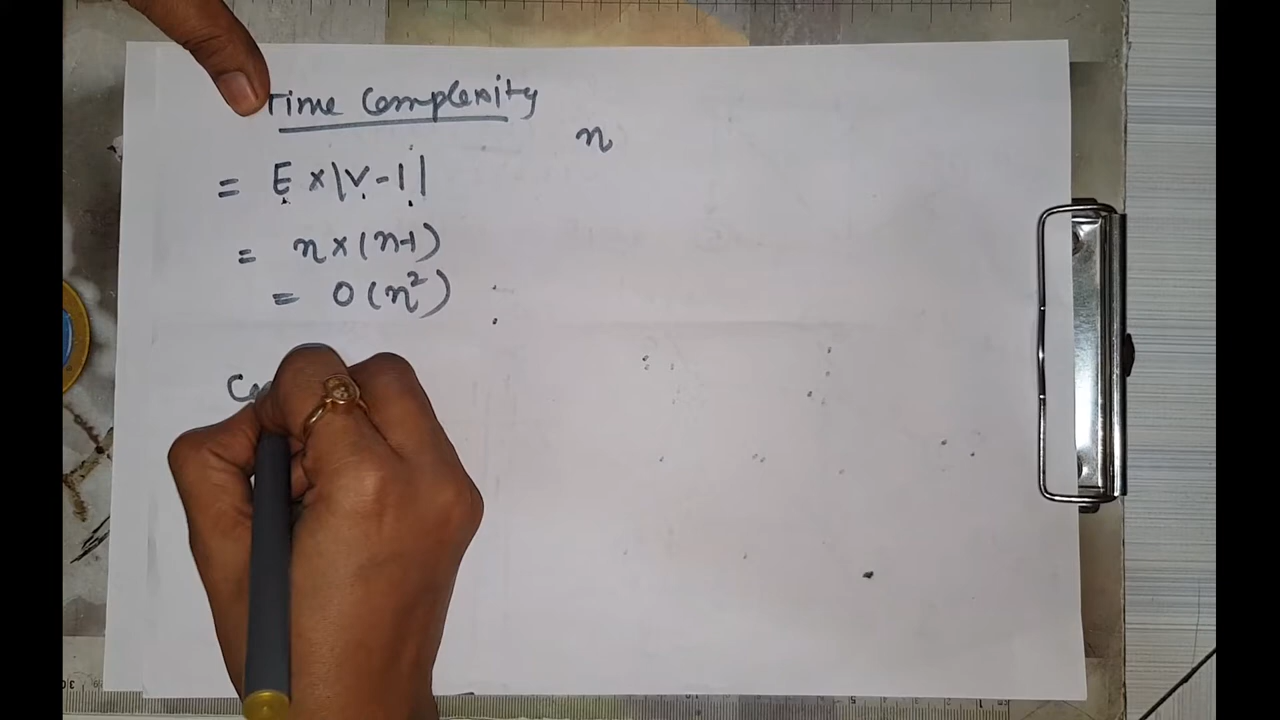 Time Complexity
n
= E × |V - 1|
= n × (n-1)
= O(n²)